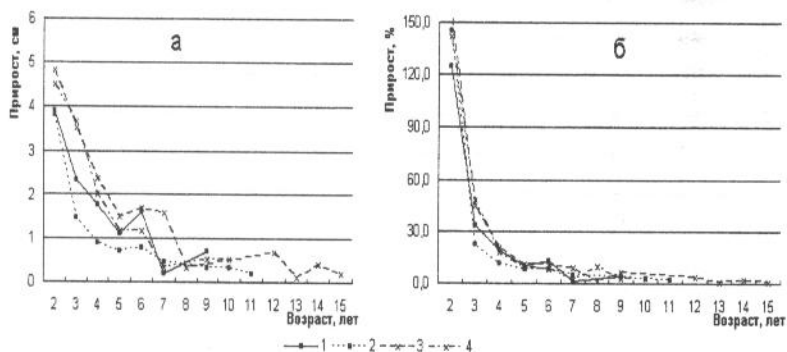 а
Прирост, см
6
5
4
3
2
1
0
2 3 4 5 6 7 8 9 10 11 12 13 14 15
Возраст, лет
б
Прирост, %
150,0
120,0
90,0
60,0
30,0
0,0
2 3 4 5 6 7 8 9 10 11 12 13 14 15
Возраст, лет
1 2 3 4